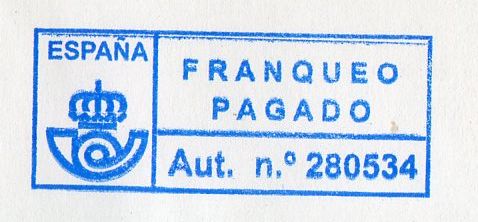 ESPAÑA
FRANQUEO
PAGADO
Aut. n.º 280534